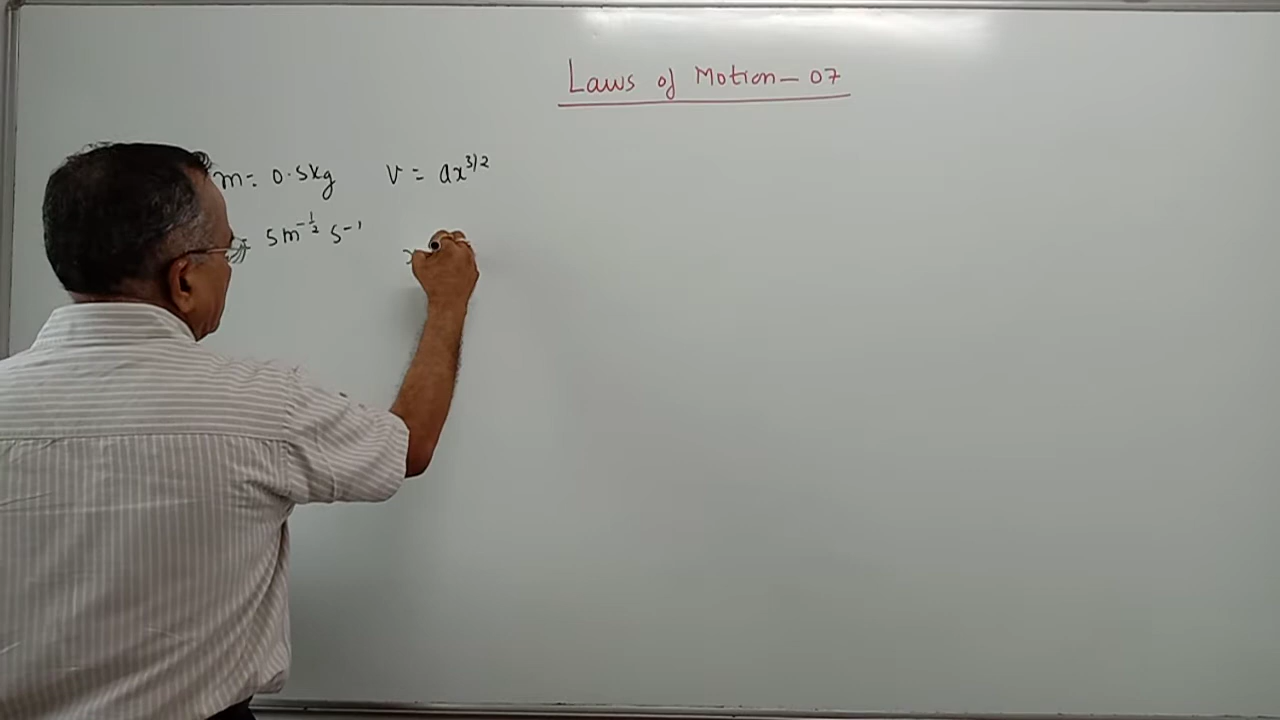 Laws of Motion - 07
m = 0.5kg v = ax^{3/2}
= 5m^{-1/2} s^{-1} x